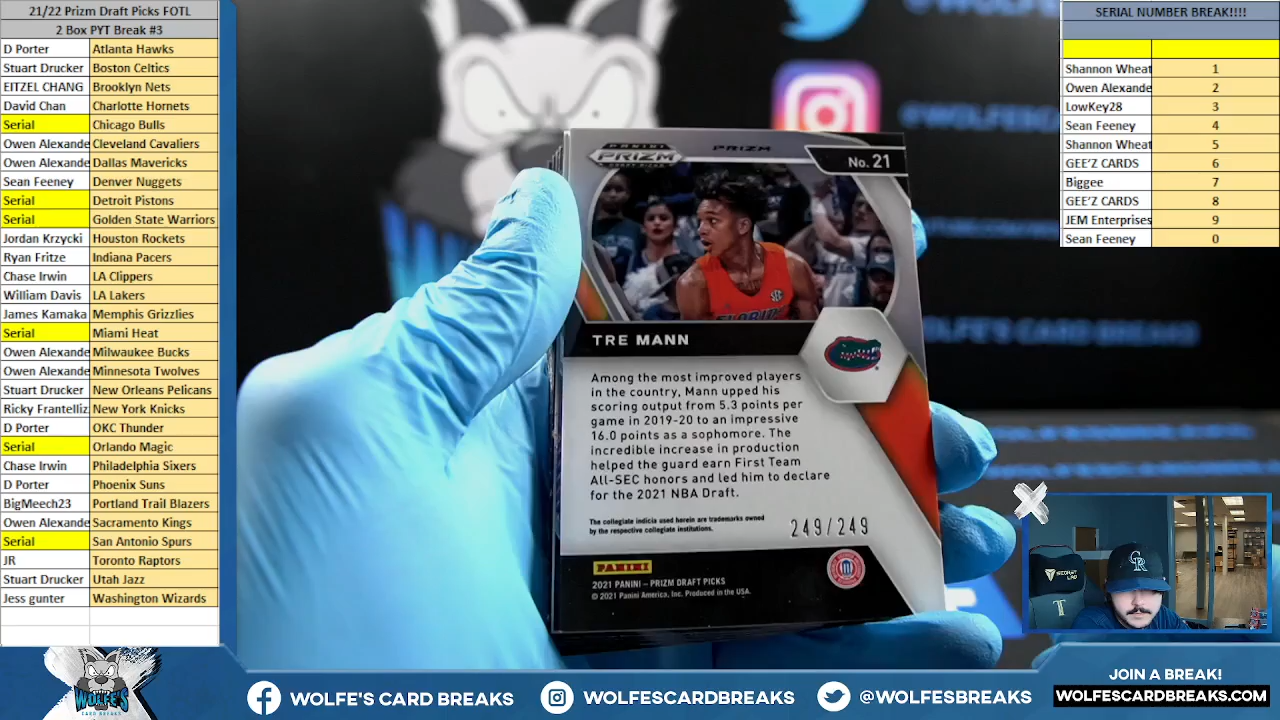 21/22 Prizm Draft Picks FOTL
2 Box PYT Break #3
D Porter Atlanta Hawks
Stuart Drucker Boston Celtics
EITZEL CHANG Brooklyn Nets
David Chan Charlotte Hornets
Serial Chicago Bulls
Owen Alexande Cleveland Cavaliers
Owen Alexande Dallas Mavericks
Sean Feeney Denver Nuggets
Serial Detroit Pistons
Serial Golden State Warriors
Jordan Krzycki Houston Rockets
Ryan Fritze Indiana Pacers
Chase Irwin LA Clippers
William Davis LA Lakers
James Kamaka Memphis Grizzlies
Serial Miami Heat
Owen Alexande Milwaukee Bucks
Owen Alexande Minnesota Twolves
Stuart Drucker New Orleans Pelicans
Ricky Frantelliz New York Knicks
D Porter OKC Thunder
Serial Orlando Magic
Chase Irwin Philadelphia Sixers
D Porter Phoenix Suns
BigMeech23 Portland Trail Blazers
Owen Alexande Sacramento Kings
Serial San Antonio Spurs
JR Toronto Raptors
Stuart Drucker Utah Jazz
Jess gunter Washington Wizards
PANINI
PRIZM
PRIZM
No. 21
FLORIDA
TRE MANN
Among the most improved players
in the country, Mann upped his
scoring output from 5.3 points per
game in 2019-20 to an impressive
16.0 points as a sophomore. The
incredible increase in production
helped the guard earn First Team
All-SEC honors and led him to declare
for the 2021 NBA Draft.
The collegiate indicia used herein are trademarks owned
by the respective collegiate institutions.
249/249
PANINI
2021 PANINI – PRIZM DRAFT PICKS
© 2021 Panini America, Inc. Produced in the USA.
SERIAL NUMBER BREAK!!!!
Shannon Wheat 1
Owen Alexande 2
LowKey28 3
Sean Feeney 4
Shannon Wheat 5
GEE'Z CARDS 6
Biggee 7
GEE'Z CARDS 8
JEM Enterprises 9
Sean Feeney 0
WOLFE'S
CARD BREAKS
WOLFE'S CARD BREAKS
WOLFESCARDBREAKS
@WOLFESBREAKS
JOIN A BREAK!
WOLFESCARDBREAKS.COM